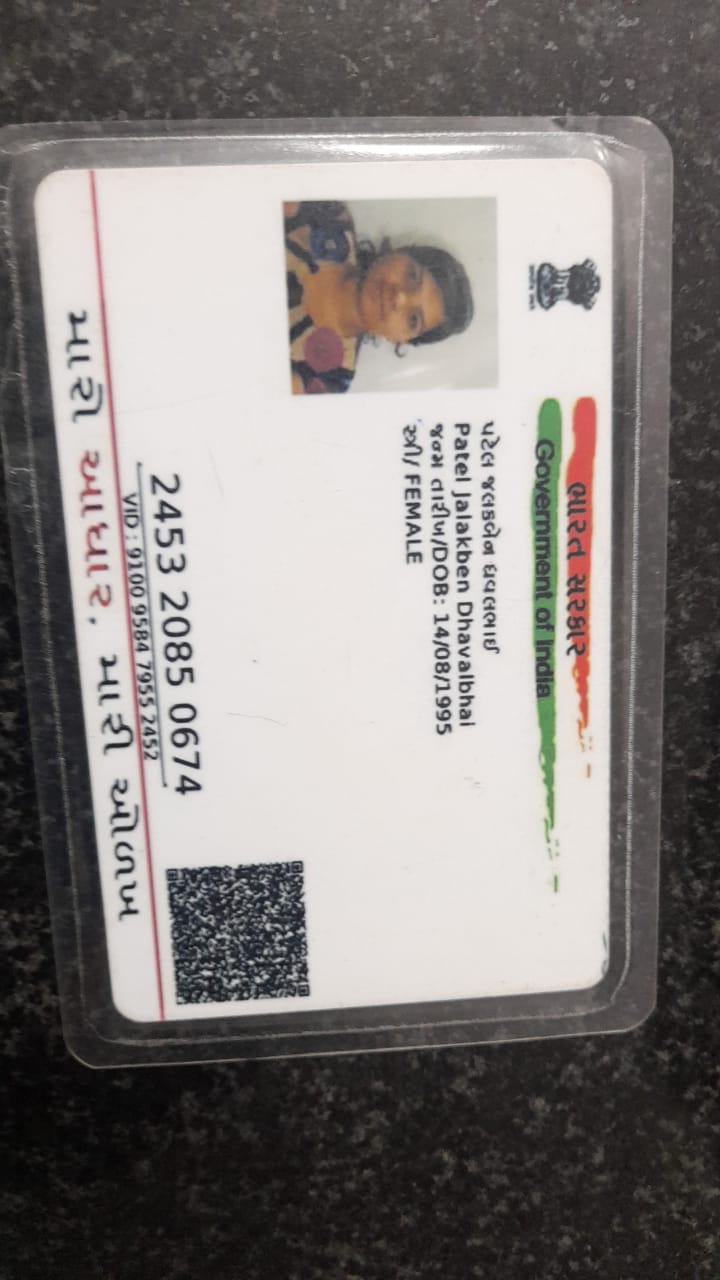 ભારત સરકાર
Government of India
પટેલ જલકબેન ધવલભાઈ
Patel Jalakben Dhavalbhai
જન્મ તારીખ/DOB: 14/08/1995
સ્ત્રી/ FEMALE
2453 2085 0674
VID : 9100 9584 7955 2452
મારો આધાર, મારી ઓળખ